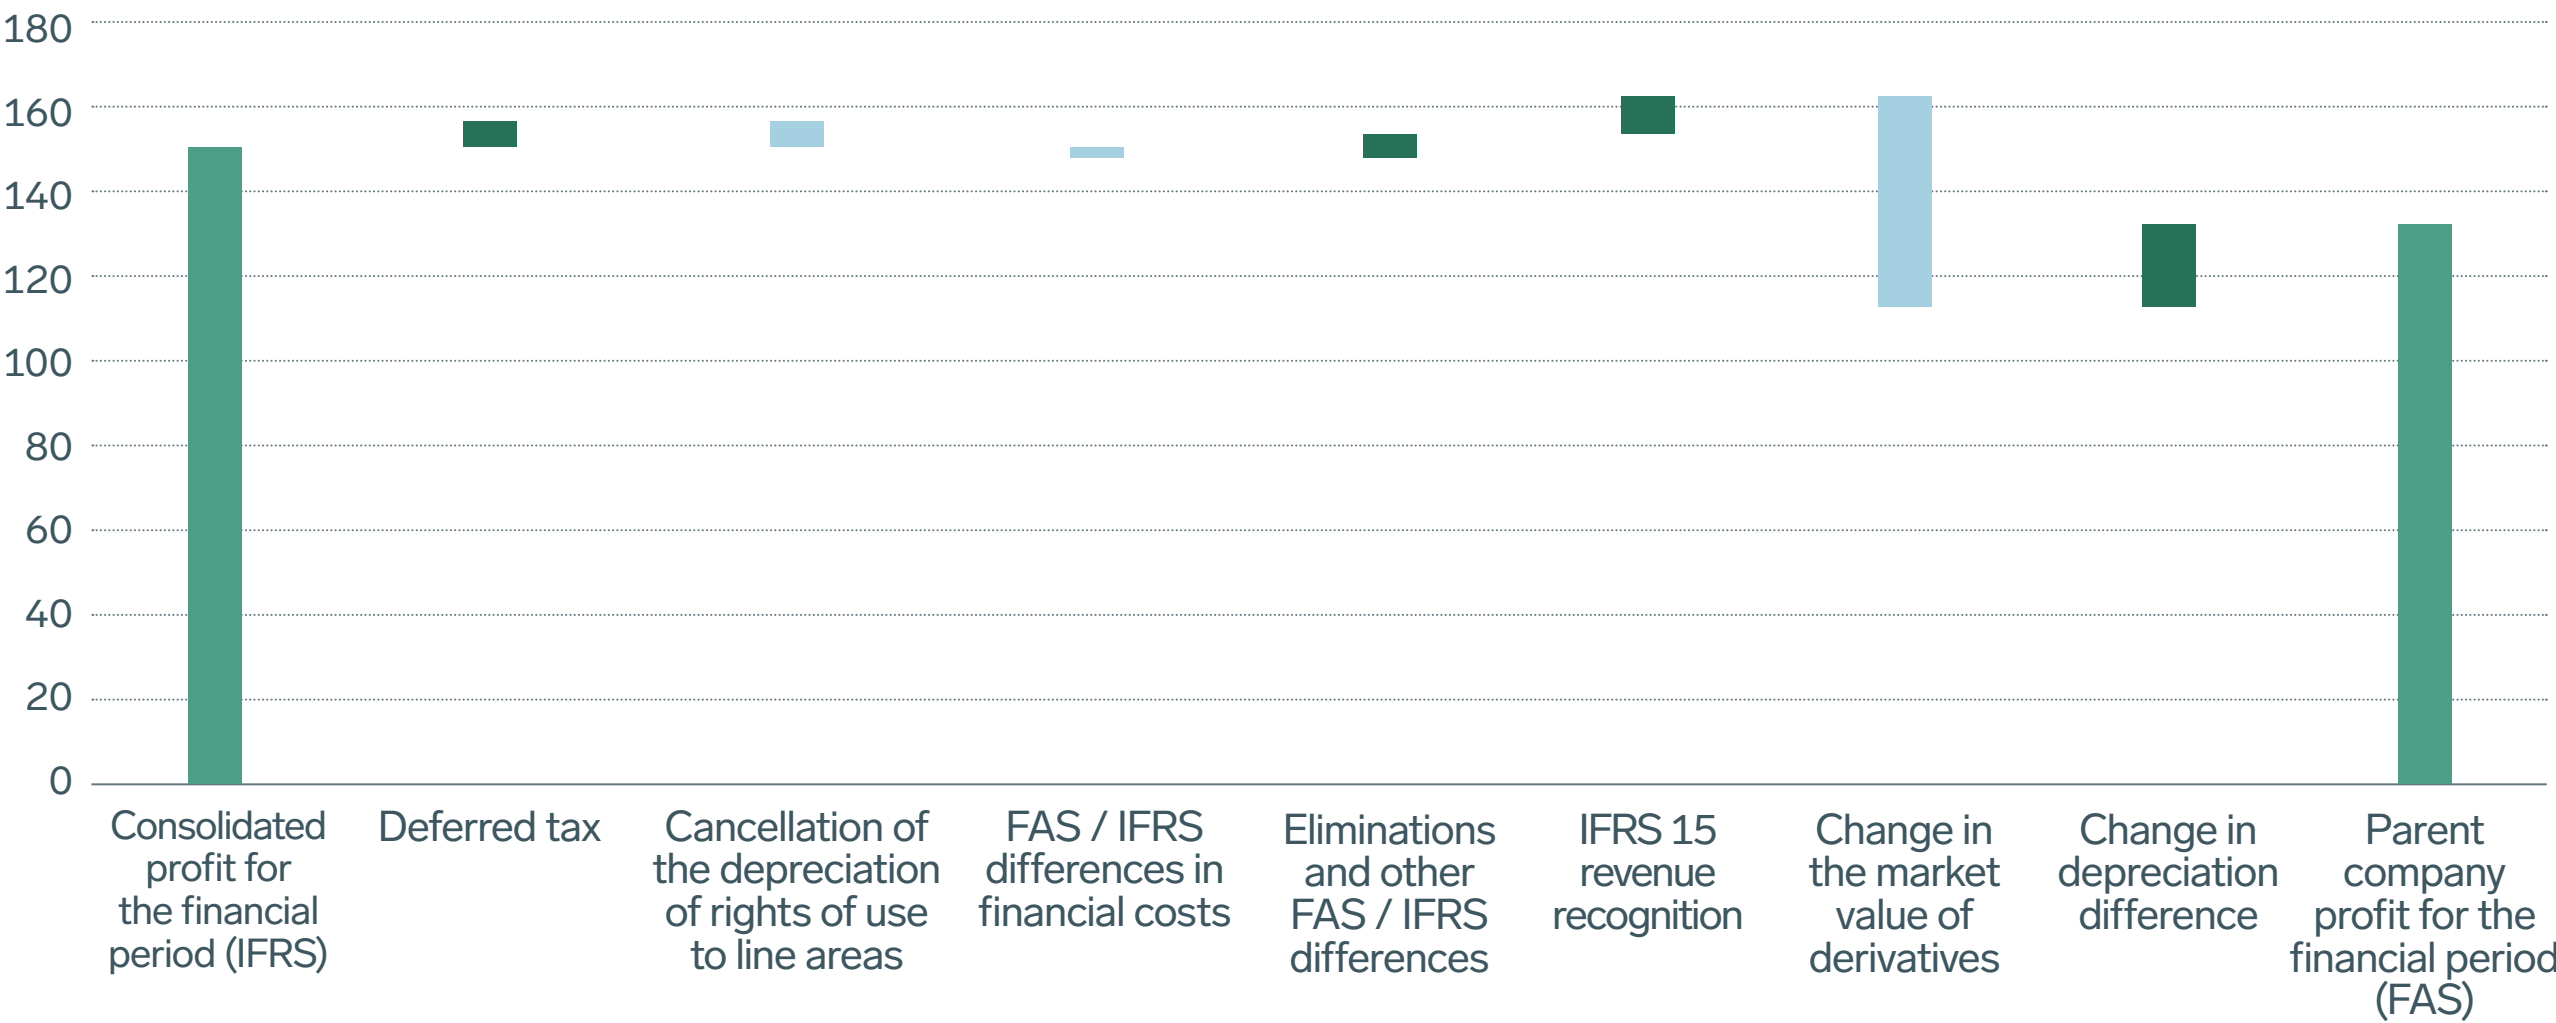 180
160
140
120
100
80
60
40
20
0
Consolidated
profit for
the financial
period (IFRS)
Deferred tax
Cancellation of
the depreciation
of rights of use
to line areas
FAS / IFRS
differences in
financial costs
Eliminations
and other
FAS / IFRS
differences
IFRS 15
revenue
recognition
Change in
the market
value of
derivatives
Change in
depreciation
difference
Parent
company
profit for the
financial period
(FAS)